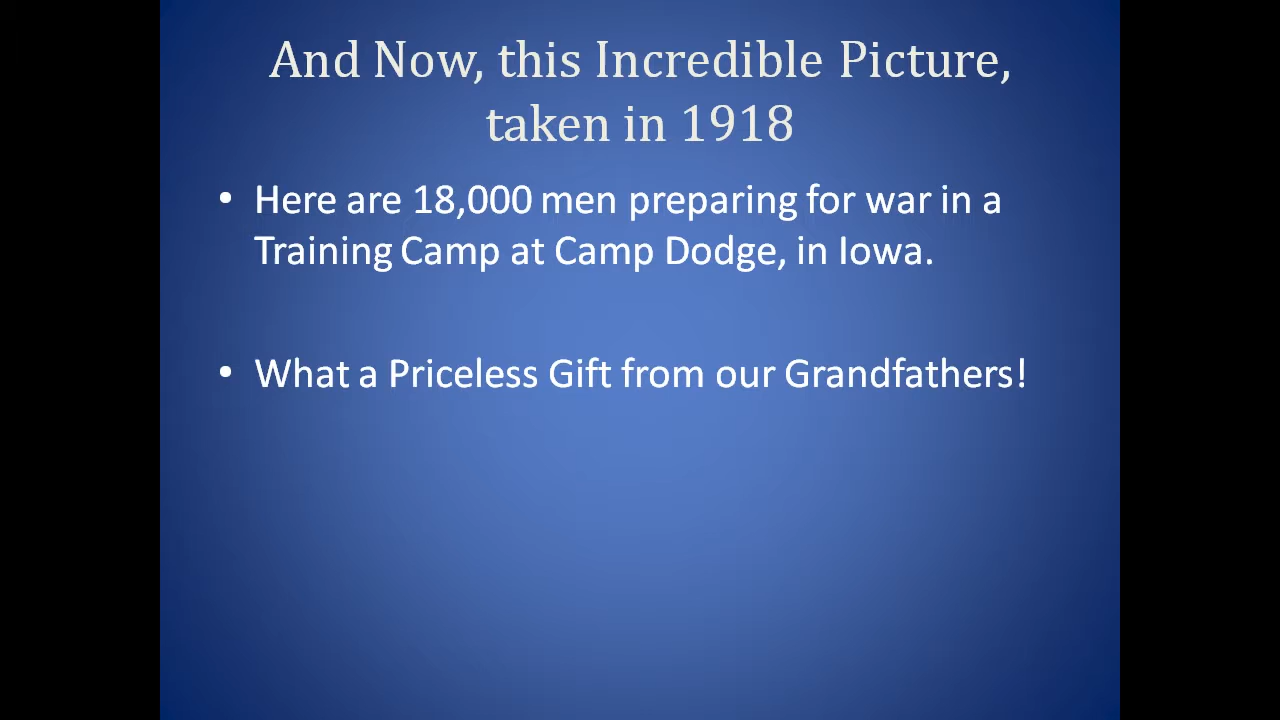 And Now, this Incredible Picture,
taken in 1918
• Here are 18,000 men preparing for war in a
Training Camp at Camp Dodge, in Iowa.
• What a Priceless Gift from our Grandfathers!